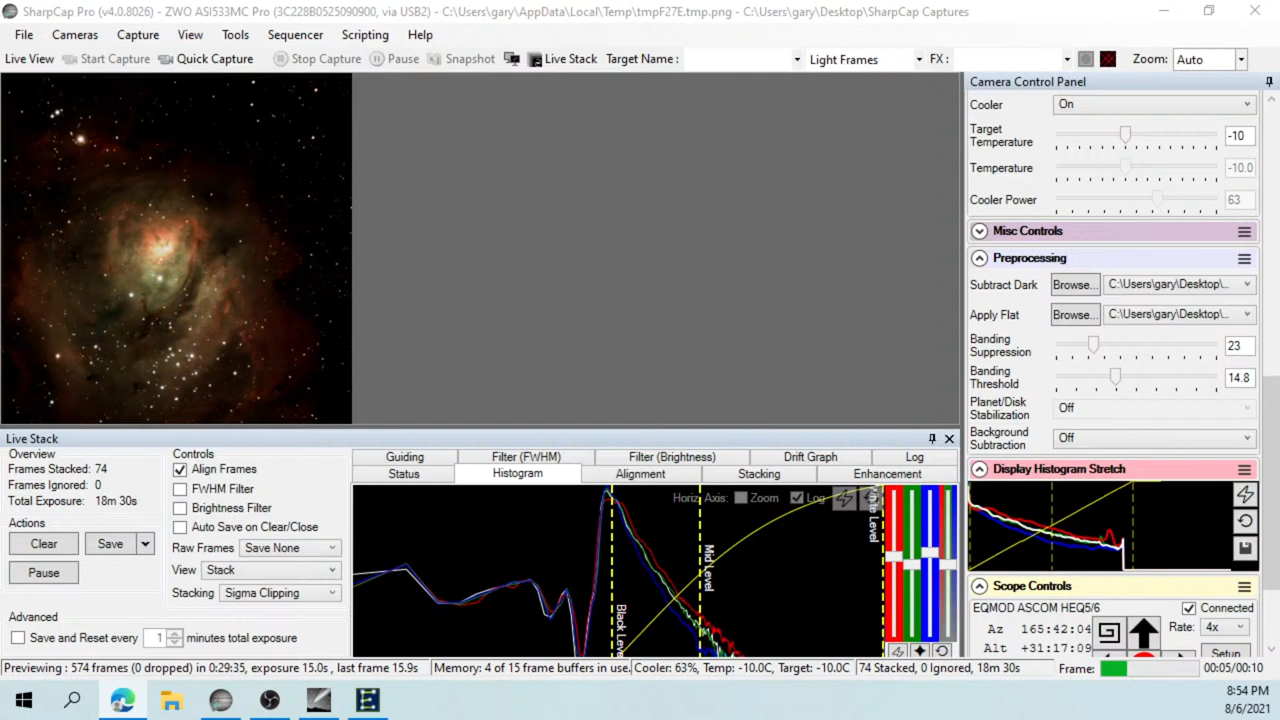 SharpCap Pro (v4.0.8026) - ZWO ASI533MC Pro (3C228B0525090900, via USB2) - C:\Users\gary\AppData\Local\Temp\tmpF27E.tmp.png - C:\Users\gary\Desktop\SharpCap Captures
File Cameras Capture View Tools Sequencer Scripting Help
Live View Start Capture Quick Capture Stop Capture Pause Snapshot Live Stack Target Name : Light Frames FX : Zoom: Auto
Camera Control Panel
Cooler On
Target
Temperature -10
Temperature -10.0
Cooler Power 63
Misc Controls
Preprocessing
Subtract Dark Browse... C:\Users\gary\Desktop\...
Apply Flat Browse... C:\Users\gary\Desktop\...
Banding
Suppression 23
Banding
Threshold 14.8
Planet/Disk
Stabilization Off
Background
Subtraction Off
Display Histogram Stretch
Scope Controls
EQMOD ASCOM HEQ5/6 Connected
Az 165:42:04 Rate: 4x
Alt +31:17:09 Setup
Live Stack
Overview
Frames Stacked: 74
Frames Ignored: 0
Total Exposure: 18m 30s
Actions
Clear Save
Pause
Advanced
Save and Reset every 1 minutes total exposure
Controls
Align Frames
FWHM Filter
Brightness Filter
Auto Save on Clear/Close
Raw Frames Save None
View Stack
Stacking Sigma Clipping
Guiding Filter (FWHM) Filter (Brightness) Drift Graph Log
Status Histogram Alignment Stacking Enhancement
Horiz Axis: Zoom Log
White Level
Mid Level
Black Leve
Previewing : 574 frames (0 dropped) in 0:29:35, exposure 15.0s, last frame 15.9s Memory: 4 of 15 frame buffers in use. Cooler: 63%, Temp: -10.0C, Target: -10.0C 74 Stacked, 0 Ignored, 18m 30s Frame: 00:05/00:10
8:54 PM
8/6/2021